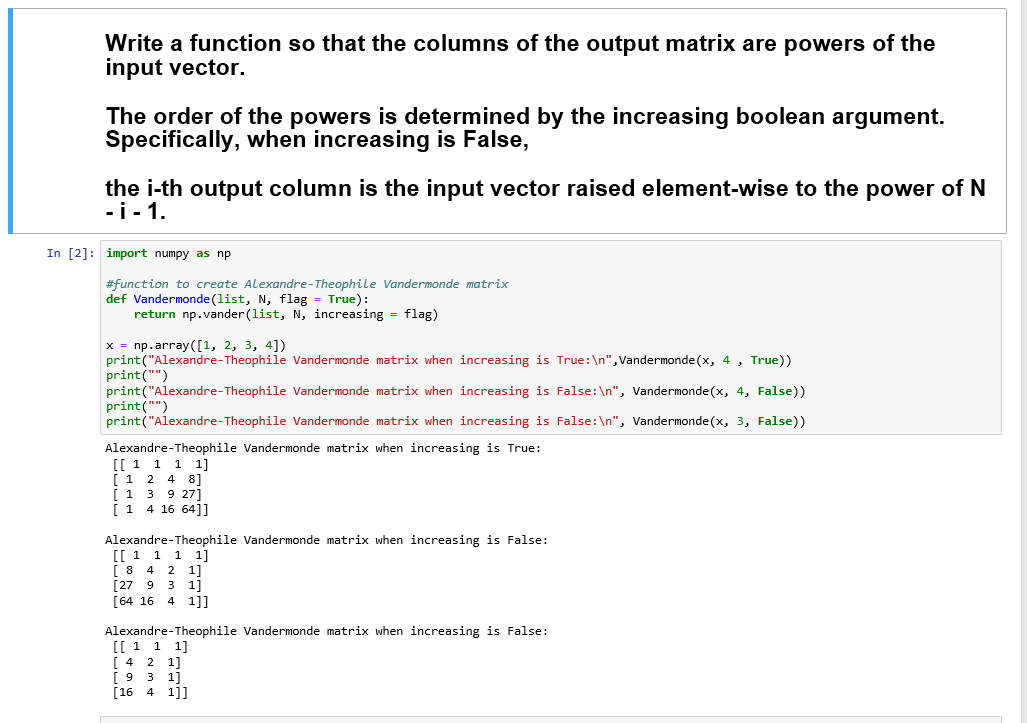 Write a function so that the columns of the output matrix are powers of the
input vector.
The order of the powers is determined by the increasing boolean argument.
Specifically, when increasing is False,
the i-th output column is the input vector raised element-wise to the power of N
- i - 1.
In [2]:
import numpy as np
#function to create Alexandre-Theophile Vandermonde matrix
def Vandermonde(list, N, flag = True):
    return np.vander(list, N, increasing = flag)
x = np.array([1, 2, 3, 4])
print("Alexandre-Theophile Vandermonde matrix when increasing is True:\n",Vandermonde(x, 4 , True))
print("")
print("Alexandre-Theophile Vandermonde matrix when increasing is False:\n", Vandermonde(x, 4, False))
print("")
print("Alexandre-Theophile Vandermonde matrix when increasing is False:\n", Vandermonde(x, 3, False))
Alexandre-Theophile Vandermonde matrix when increasing is True:
 [[ 1  1  1  1]
 [ 1  2  4  8]
 [ 1  3  9 27]
 [ 1  4 16 64]]
Alexandre-Theophile Vandermonde matrix when increasing is False:
 [[ 1  1  1  1]
 [ 8  4  2  1]
 [27  9  3  1]
 [64 16  4  1]]
Alexandre-Theophile Vandermonde matrix when increasing is False:
 [[ 1  1  1]
 [ 4  2  1]
 [ 9  3  1]
 [16  4  1]]